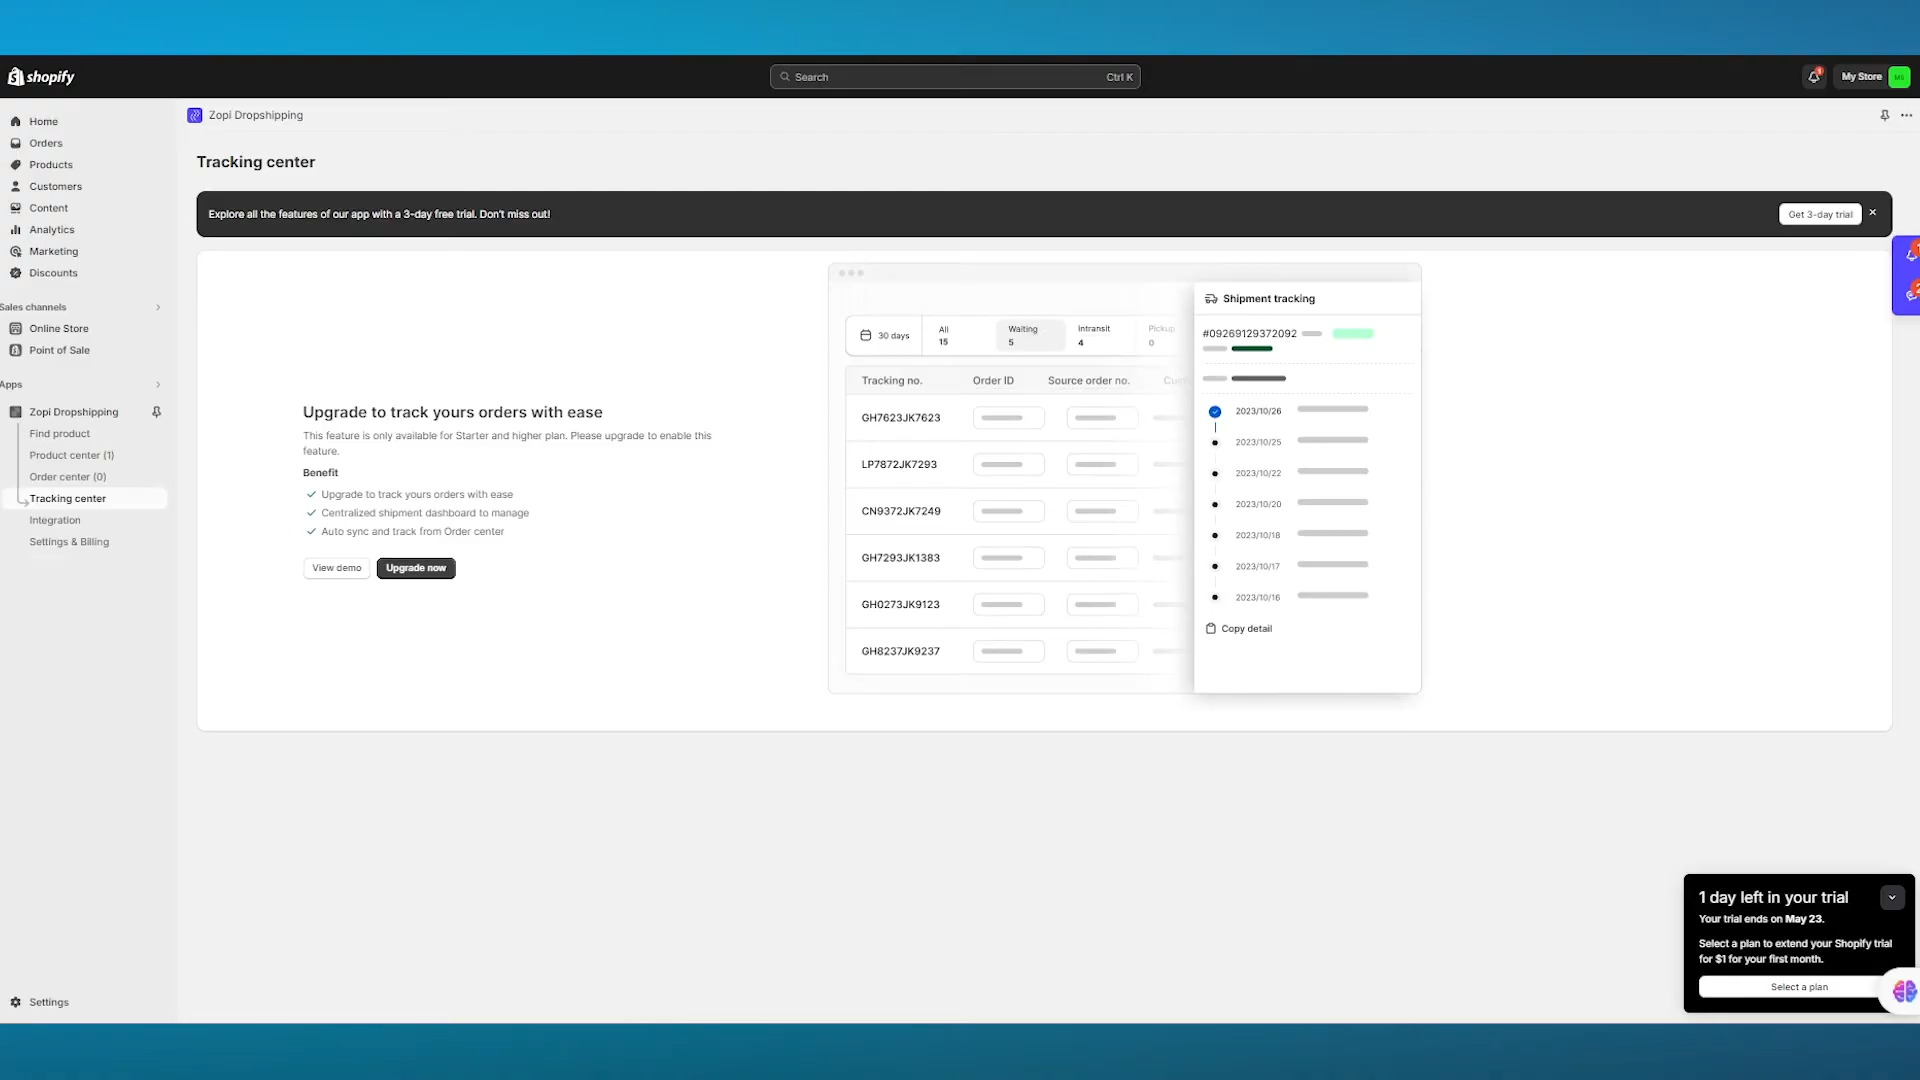 shopify
Search
Ctrl K
My Store
Home
Orders
Products
Customers
Content
Analytics
Marketing
Discounts
Sales channels
Online Store
Point of Sale
Apps
Zopi Dropshipping
Find product
Product center (1)
Order center (0)
Tracking center
Integration
Settings & Billing
Settings
Zopi Dropshipping
Tracking center
Explore all the features of our app with a 3-day free trial. Don't miss out!
Get 3-day trial
Upgrade to track yours orders with ease
This feature is only available for Starter and higher plan. Please upgrade to enable this
feature.
Benefit
Upgrade to track yours orders with ease
Centralized shipment dashboard to manage
Auto sync and track from Order center
View demo
Upgrade now
30 days
All
15
Waiting
5
Intransit
4
Pickup
0
Tracking no.
Order ID
Source order no.
GH7623JK7623
LP7872JK7293
CN9372JK7249
GH7293JK1383
GH0273JK9123
GH8237JK9237
Shipment tracking
#09269129372092
2023/10/26
2023/10/25
2023/10/22
2023/10/20
2023/10/18
2023/10/17
2023/10/16
Copy detail
1 day left in your trial
Your trial ends on May 23.
Select a plan to extend your Shopify trial
for $1 for your first month.
Select a plan